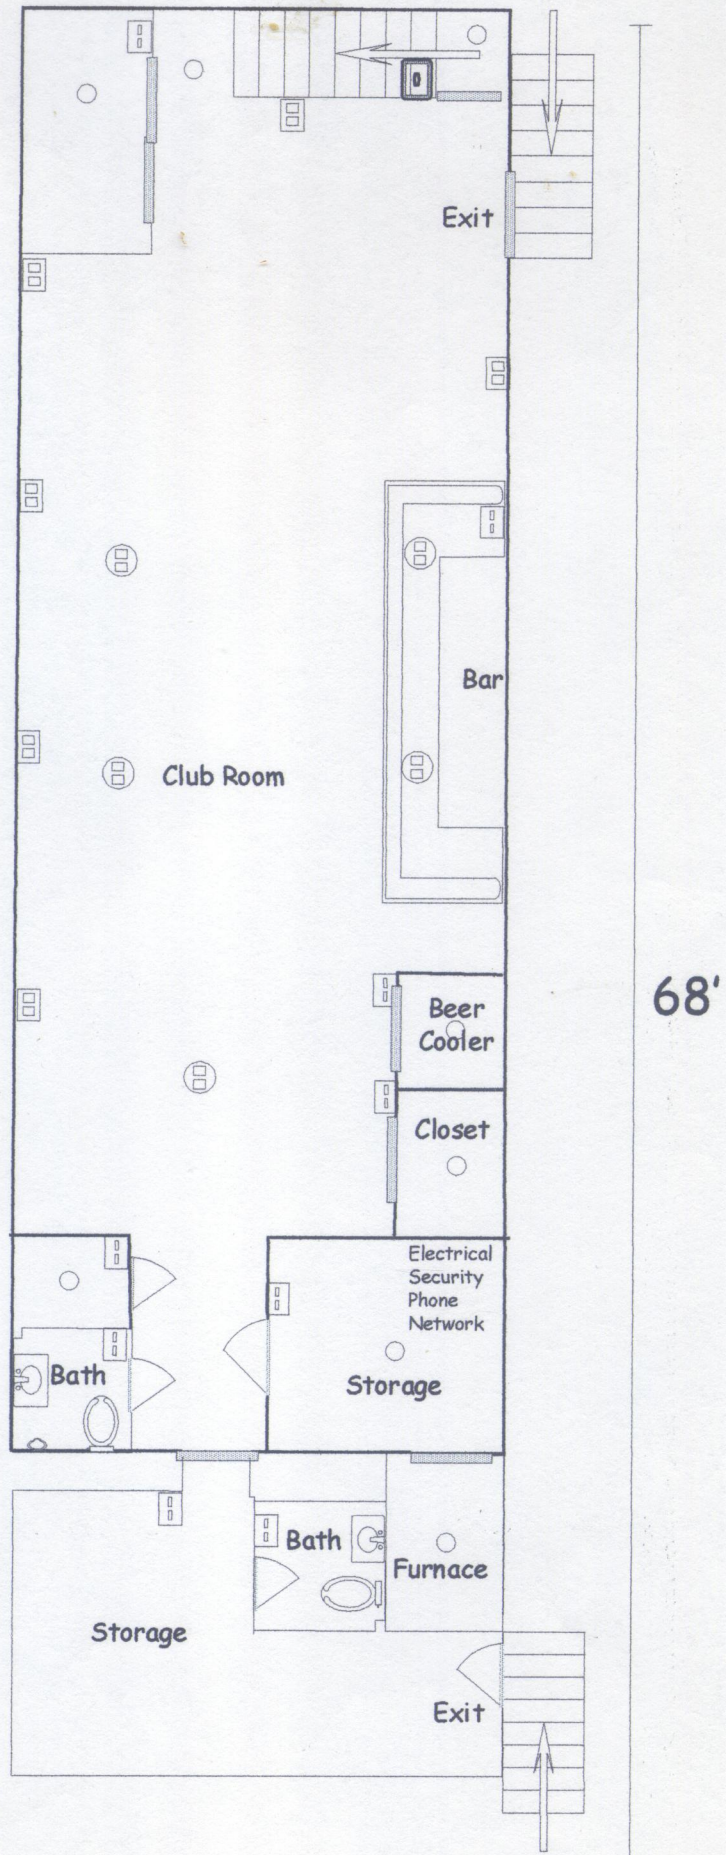 Exit
Bar
Club Room
68'
Beer
Cooler
Closet
Electrical
Security
Phone
Network
Bath
Storage
Bath
Furnace
Storage
Exit